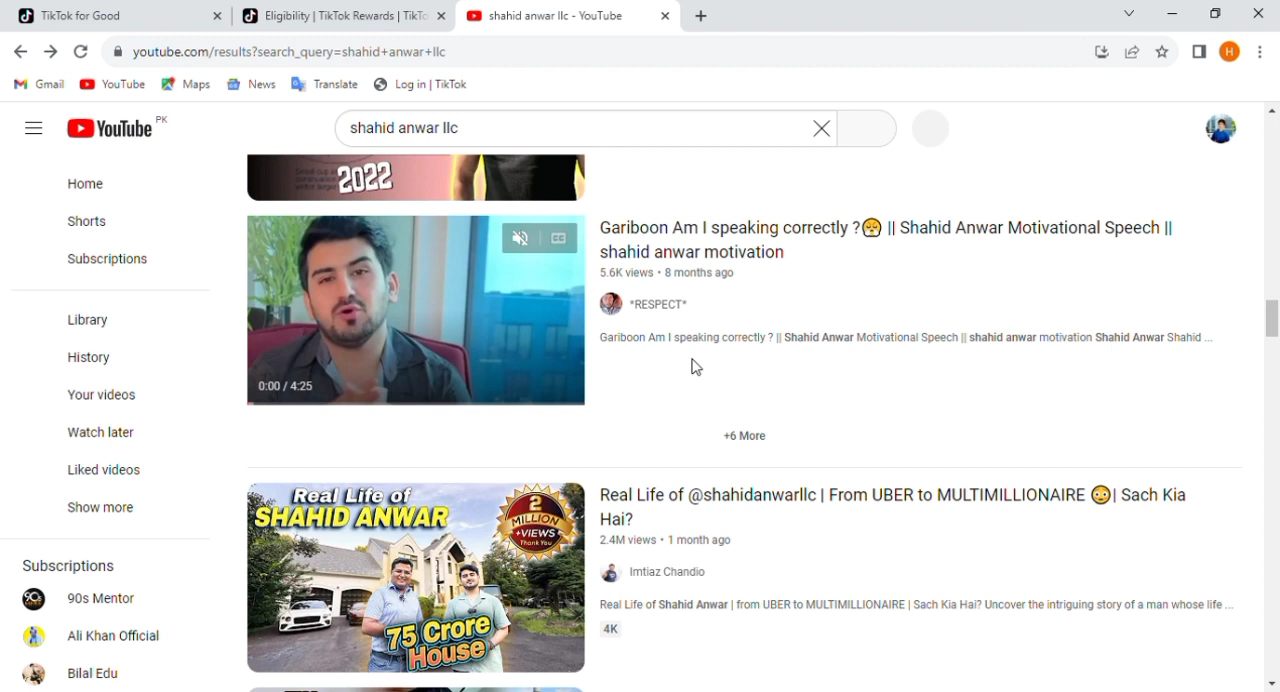 TikTok for Good
Eligibility | TikTok Rewards | TikTo
shahid anwar llc - YouTube
youtube.com/results?search_query=shahid+anwar+llc
H
Gmail
YouTube
Maps
News
Translate
Log in | TikTok
YouTube PK
shahid anwar llc
Home
Shorts
Subscriptions
Library
History
Your videos
Watch later
Liked videos
Show more
Subscriptions
90s Mentor
Ali Khan Official
Bilal Edu
2022
CC
0:00 / 4:25
Gariboon Am I speaking correctly ?😤 || Shahid Anwar Motivational Speech ||
shahid anwar motivation
5.6K views • 8 months ago
*RESPECT*
Gariboon Am I speaking correctly ? || Shahid Anwar Motivational Speech || shahid anwar motivation Shahid Anwar Shahid ...
+6 More
Real Life of
SHAHID ANWAR
2
MILLION
+VIEWS
Thank You
75 Crore
House
Real Life of @shahidanwarllc | From UBER to MULTIMILLIONAIRE 😳| Sach Kia
Hai?
2.4M views • 1 month ago
Imtiaz Chandio
Real Life of Shahid Anwar | from UBER to MULTIMILLIONAIRE | Sach Kia Hai? Uncover the intriguing story of a man whose life ...
4K